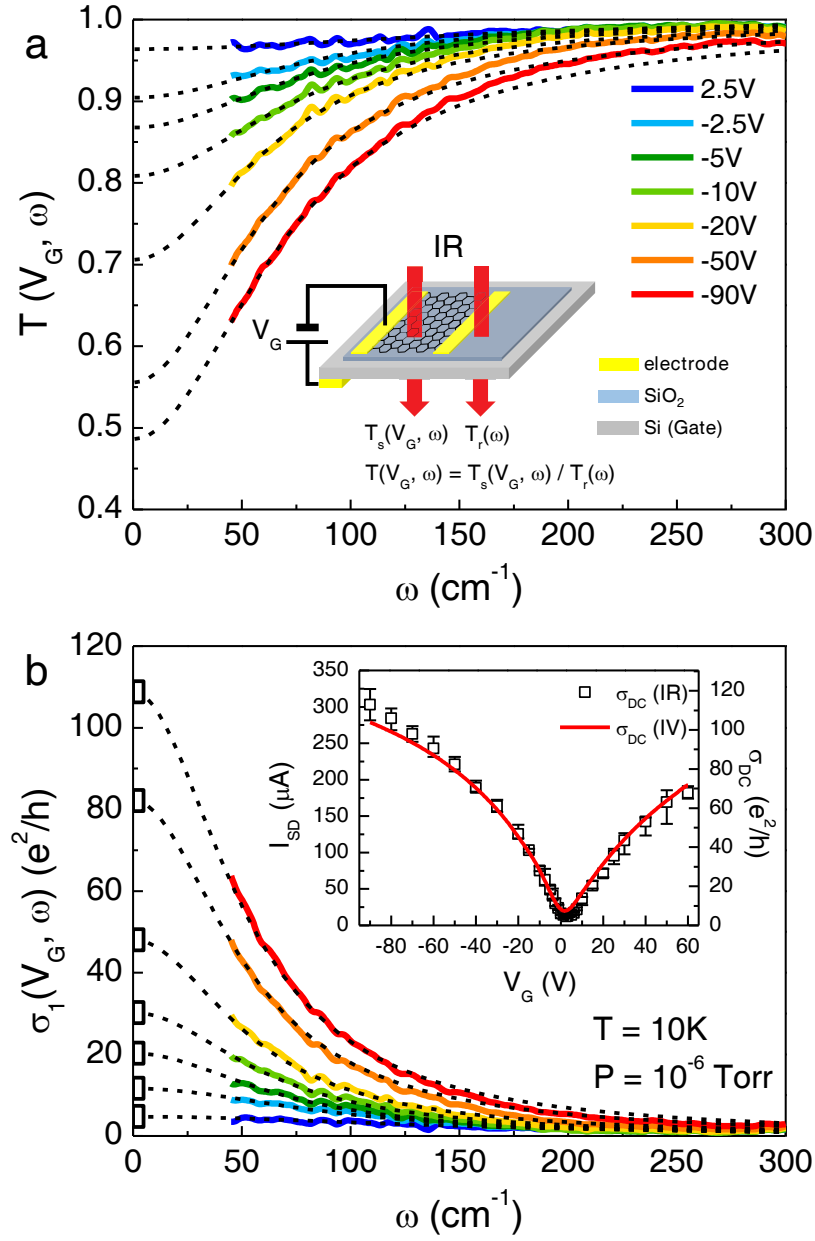 a
1.0
0.9
0.8
0.7
0.6
0.5
0.4
T (V_G, ω)
2.5V
-2.5V
-5V
-10V
-20V
-50V
-90V
IR
V_G
electrode
SiO₂
Si (Gate)
T_s(V_G, ω) T_r(ω)
T(V_G, ω) = T_s(V_G, ω) / T_r(ω)
0 50 100 150 200 250 300
ω (cm⁻¹)
b
120
100
80
60
40
20
0
σ₁(V_G, ω) (e²/h)
350
300
250
200
150
100
50
0
I_SD (μA)
σ_DC (IR)
σ_DC (IV)
120
100
80
60
40
20
0
σ_DC (e²/h)
-80 -60 -40 -20 0 20 40 60
V_G (V)
T = 10K
P = 10⁻⁶ Torr
0 50 100 150 200 250 300
ω (cm⁻¹)